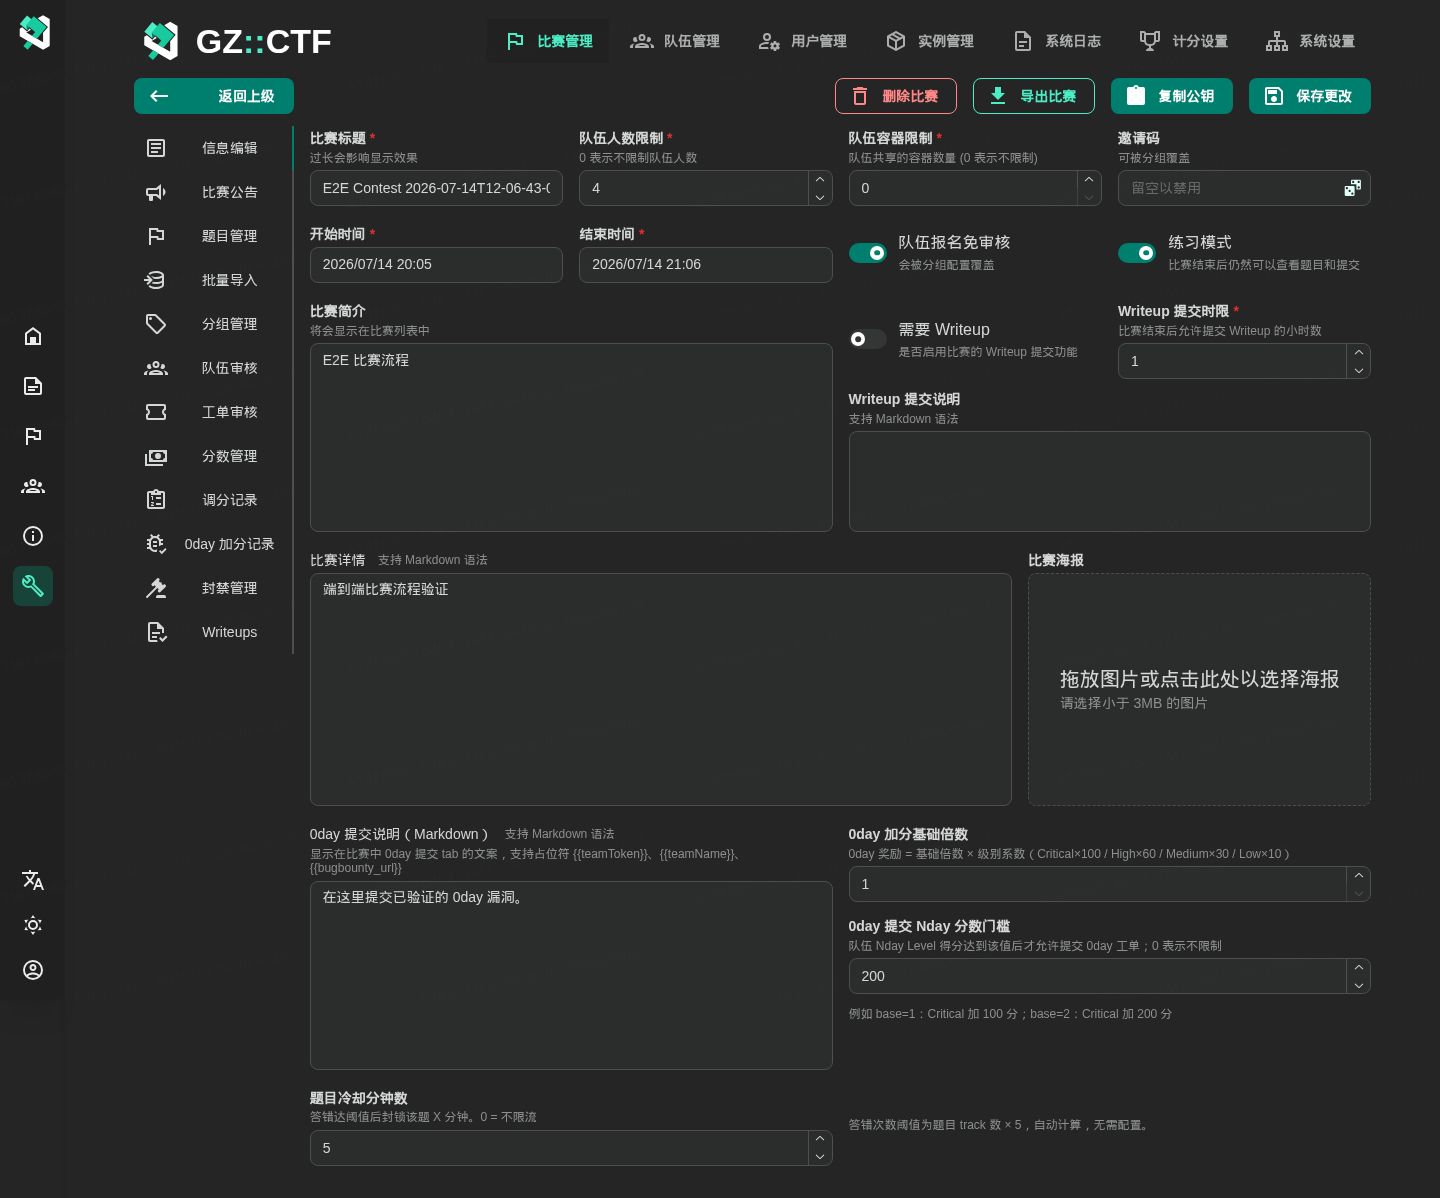 GZ::CTF
比赛管理
队伍管理
用户管理
实例管理
系统日志
计分设置
系统设置
返回上级
删除比赛
导出比赛
复制公钥
保存更改
信息编辑
比赛公告
题目管理
批量导入
分组管理
队伍审核
工单审核
分数管理
调分记录
0day 加分记录
封禁管理
Writeups
比赛标题 *
过长会影响显示效果
E2E Contest 2026-07-14T12-06-43-0
队伍人数限制 *
0 表示不限制队伍人数
4
队伍容器限制 *
队伍共享的容器数量 (0 表示不限制)
0
邀请码
可被分组覆盖
留空以禁用
开始时间 *
2026/07/14 20:05
结束时间 *
2026/07/14 21:06
队伍报名免审核
会被分组配置覆盖
练习模式
比赛结束后仍然可以查看题目和提交
比赛简介
将会显示在比赛列表中
E2E 比赛流程
需要 Writeup
是否启用比赛的 Writeup 提交功能
Writeup 提交时限 *
比赛结束后允许提交 Writeup 的小时数
1
Writeup 提交说明
支持 Markdown 语法
比赛详情 支持 Markdown 语法
端到端比赛流程验证
比赛海报
拖放图片或点击此处以选择海报
请选择小于 3MB 的图片
0day 提交说明（Markdown） 支持 Markdown 语法
显示在比赛中 0day 提交 tab 的文案，支持占位符 {{teamToken}}、{{teamName}}、
{{bugbounty_url}}
在这里提交已验证的 0day 漏洞。
0day 加分基础倍数
0day 奖励 = 基础倍数 × 级别系数（Critical×100 / High×60 / Medium×30 / Low×10）
1
0day 提交 Nday 分数门槛
队伍 Nday Level 得分达到该值后才允许提交 0day 工单；0 表示不限制
200
例如 base=1：Critical 加 100 分；base=2：Critical 加 200 分
题目冷却分钟数
答错达阈值后封锁该题 X 分钟。0 = 不限流
5
答错次数阈值为题目 track 数 × 5，自动计算，无需配置。